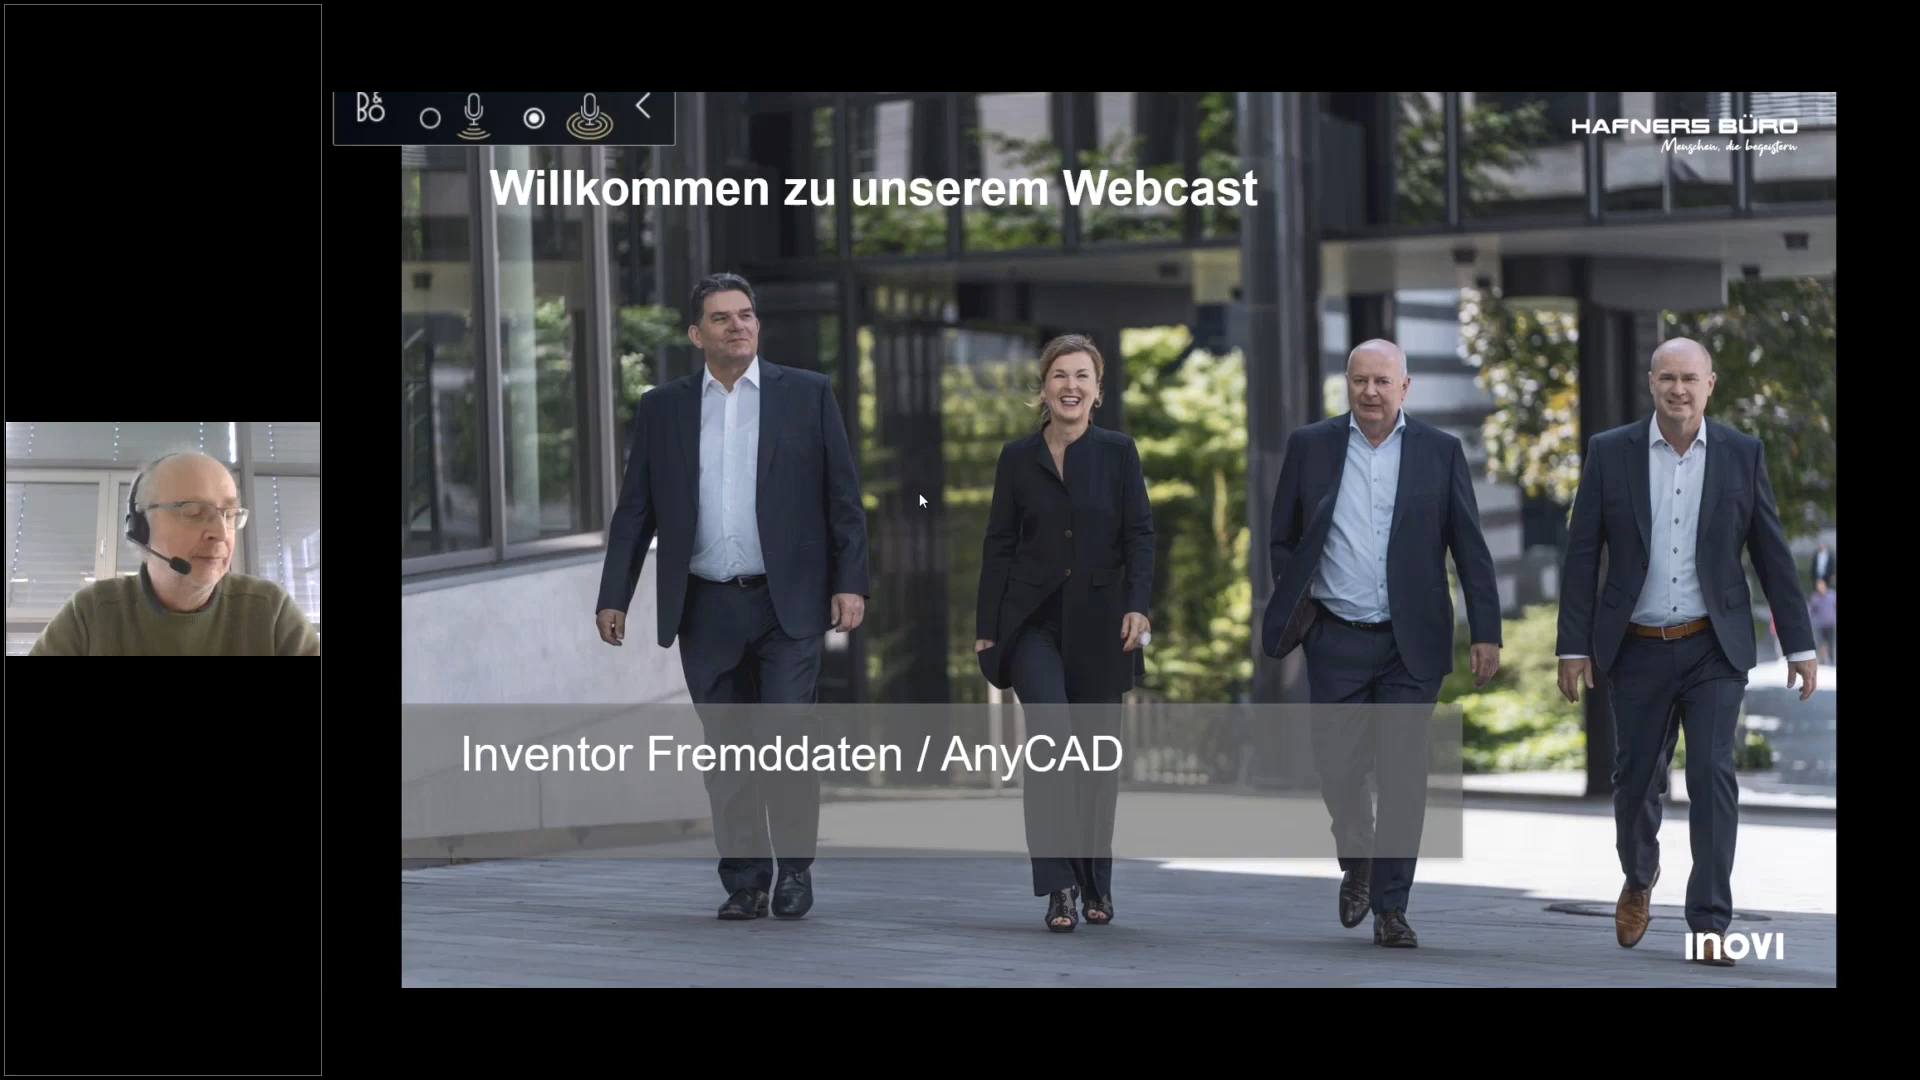 B&O
HAFNERS BÜRO
Menschen, die begeistern
Willkommen zu unserem Webcast
Inventor Fremddaten / AnyCAD
INOVI